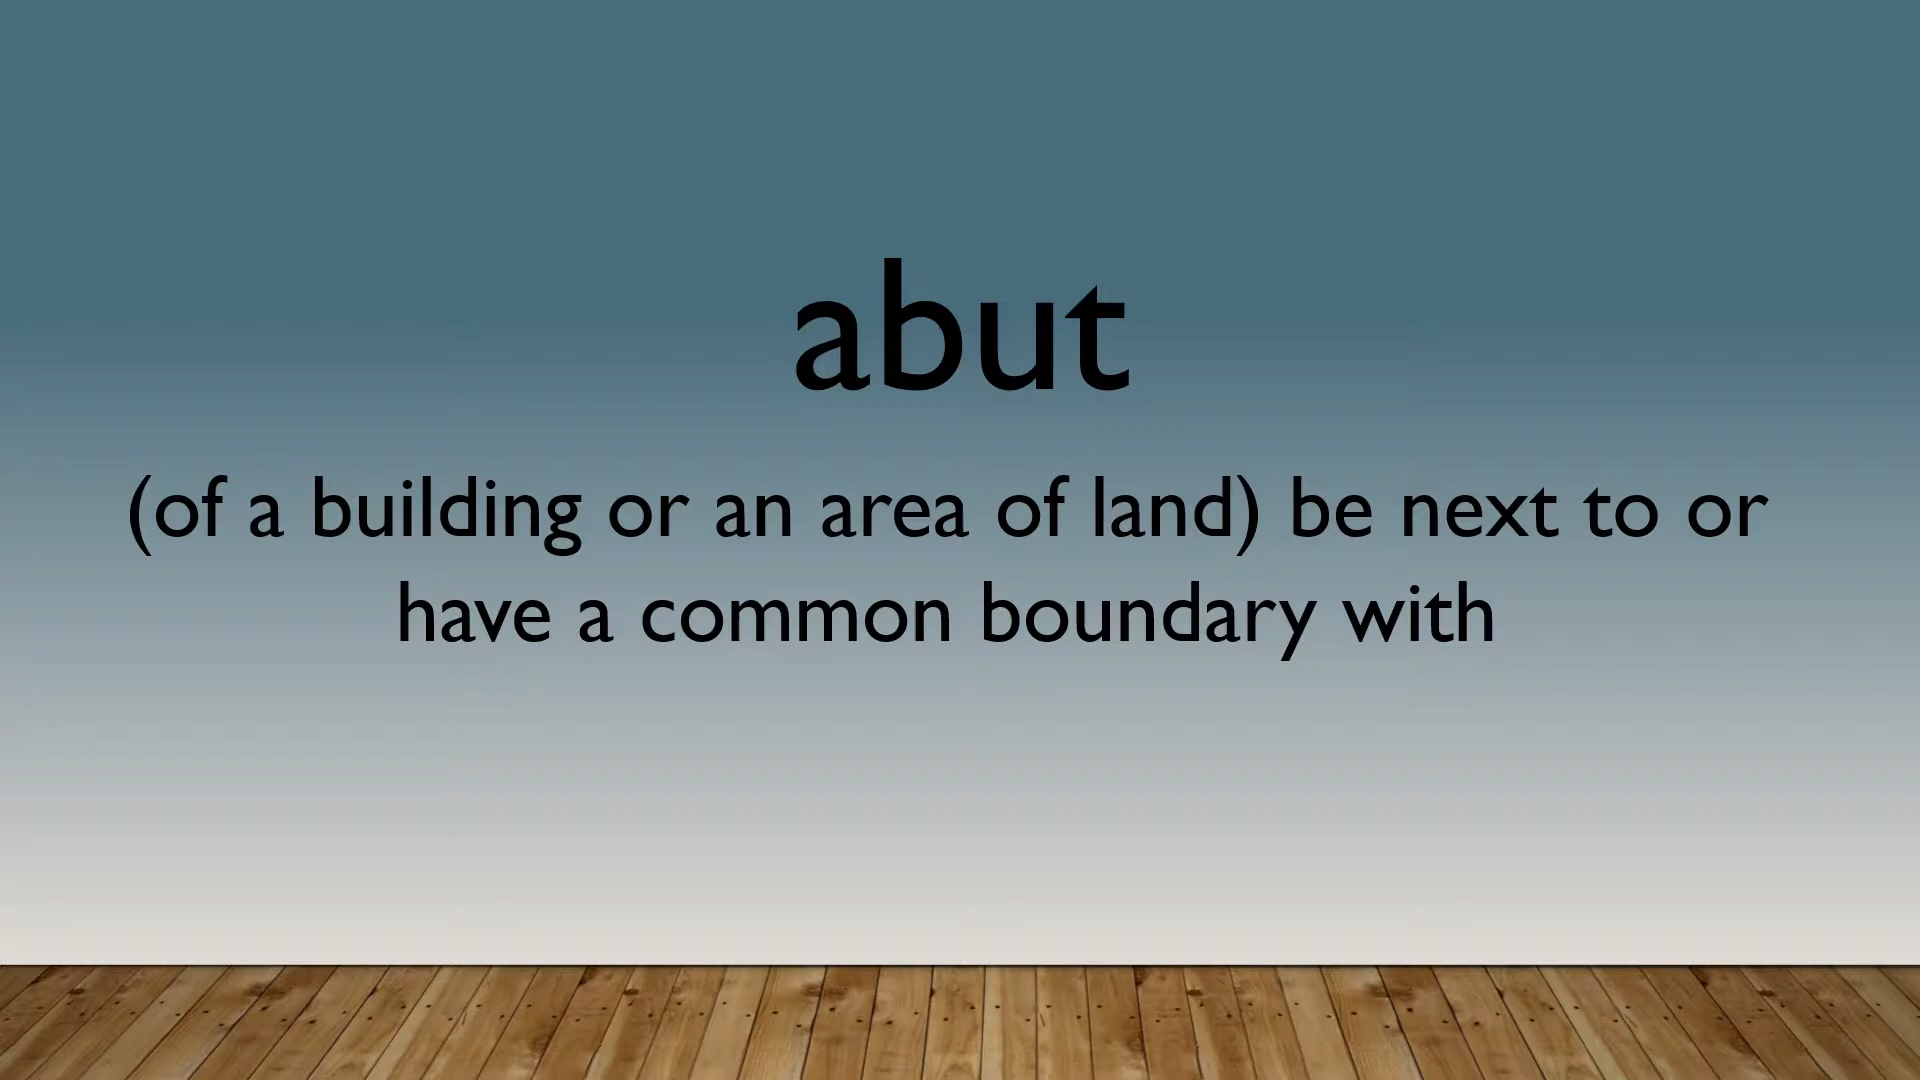 abut
(of a building or an area of land) be next to or
have a common boundary with